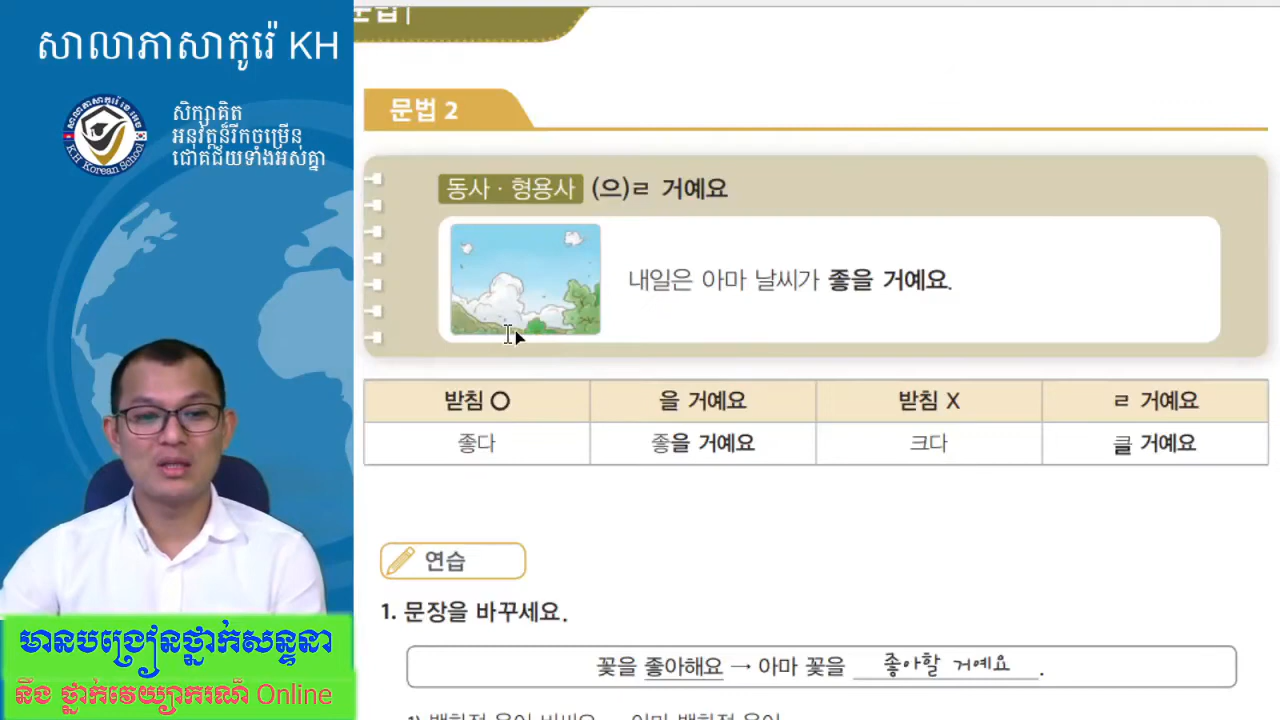 សាលាភាសាកូរ៉េ KH
សិក្សាគិត
អនុវត្តន៍រីកចម្រើន
ជោគជ័យទាំងអស់គ្នា
K.H Korean School
មានបង្រៀនថ្នាក់សន្ទនា
និង ថ្នាក់វេយ្យាករណ៍ Online
문법
문법 2
동사 · 형용사 (으)ㄹ 거예요
내일은 아마 날씨가 좋을 거예요.
받침 O 을 거예요 받침 X ㄹ 거예요
좋다 좋을 거예요 크다 클 거예요
연습
1. 문장을 바꾸세요.
꽃을 좋아해요 → 아마 꽃을 좋아할 거예요.